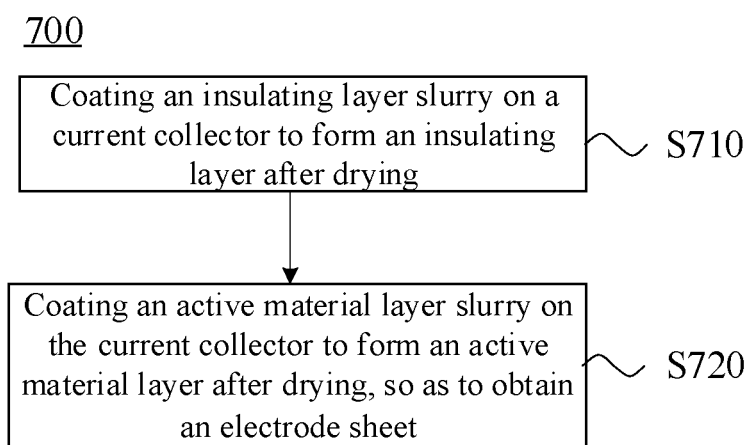 700
Coating an insulating layer slurry on a
current collector to form an insulating
layer after drying
S710
Coating an active material layer slurry on
the current collector to form an active
material layer after drying, so as to obtain
an electrode sheet
S720